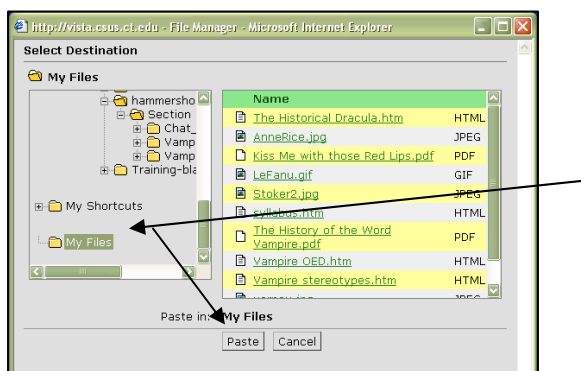 http://vista.csus.ct.edu - File Manager - Microsoft Internet Explorer
Select Destination
My Files
hammersho
Section
Chat_
Vamp
Vamp
Training-bla
My Shortcuts
My Files
Name
The Historical Dracula.htm HTML
AnneRice.jpg JPEG
Kiss Me with those Red Lips.pdf PDF
LeFanu.gif GIF
Stoker2.jpg JPEG
syllabus.htm HTML
The History of the Word
Vampire.pdf PDF
Vampire OED.htm HTML
Vampire stereotypes.htm HTML
Paste in: My Files
Paste Cancel